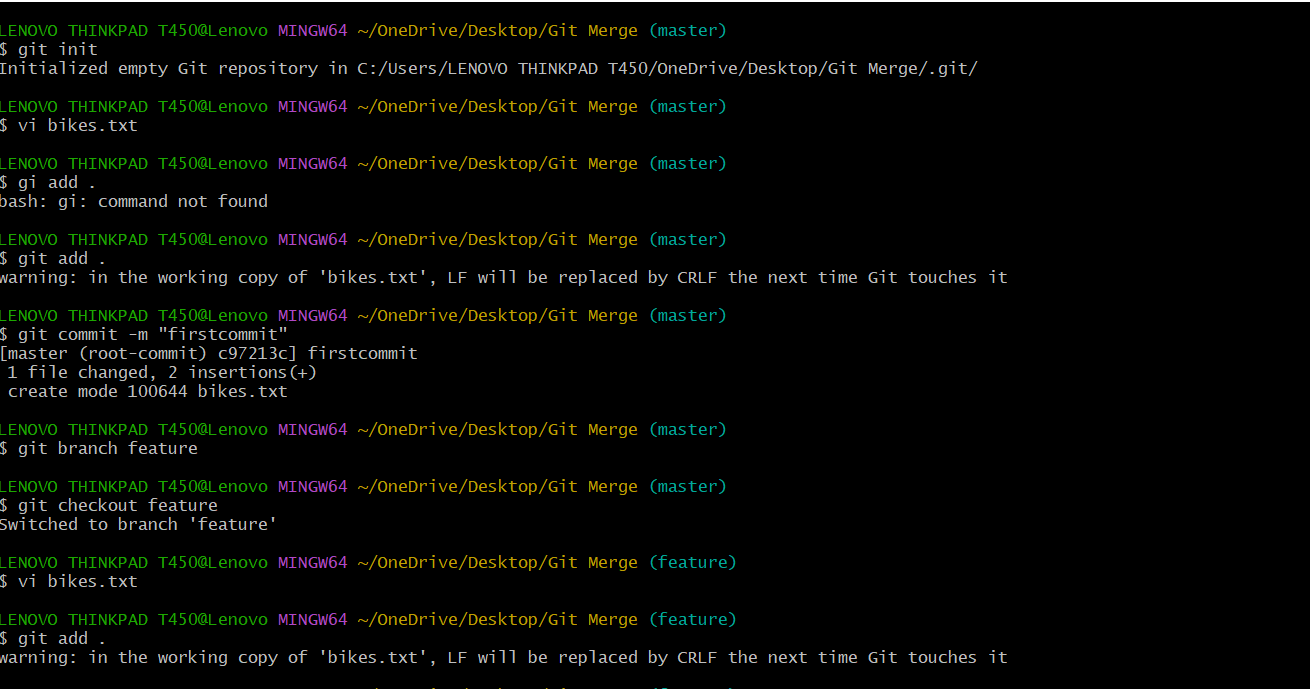 LENOVO THINKPAD T450@Lenovo MINGW64 ~/OneDrive/Desktop/Git Merge (master)
$ git init
Initialized empty Git repository in C:/Users/LENOVO THINKPAD T450/OneDrive/Desktop/Git Merge/.git/
LENOVO THINKPAD T450@Lenovo MINGW64 ~/OneDrive/Desktop/Git Merge (master)
$ vi bikes.txt
LENOVO THINKPAD T450@Lenovo MINGW64 ~/OneDrive/Desktop/Git Merge (master)
$ gi add .
bash: gi: command not found
LENOVO THINKPAD T450@Lenovo MINGW64 ~/OneDrive/Desktop/Git Merge (master)
$ git add .
warning: in the working copy of 'bikes.txt', LF will be replaced by CRLF the next time Git touches it
LENOVO THINKPAD T450@Lenovo MINGW64 ~/OneDrive/Desktop/Git Merge (master)
$ git commit -m "firstcommit"
[master (root-commit) c97213c] firstcommit
1 file changed, 2 insertions(+)
create mode 100644 bikes.txt
LENOVO THINKPAD T450@Lenovo MINGW64 ~/OneDrive/Desktop/Git Merge (master)
$ git branch feature
LENOVO THINKPAD T450@Lenovo MINGW64 ~/OneDrive/Desktop/Git Merge (master)
$ git checkout feature
Switched to branch 'feature'
LENOVO THINKPAD T450@Lenovo MINGW64 ~/OneDrive/Desktop/Git Merge (feature)
$ vi bikes.txt
LENOVO THINKPAD T450@Lenovo MINGW64 ~/OneDrive/Desktop/Git Merge (feature)
$ git add .
warning: in the working copy of 'bikes.txt', LF will be replaced by CRLF the next time Git touches it